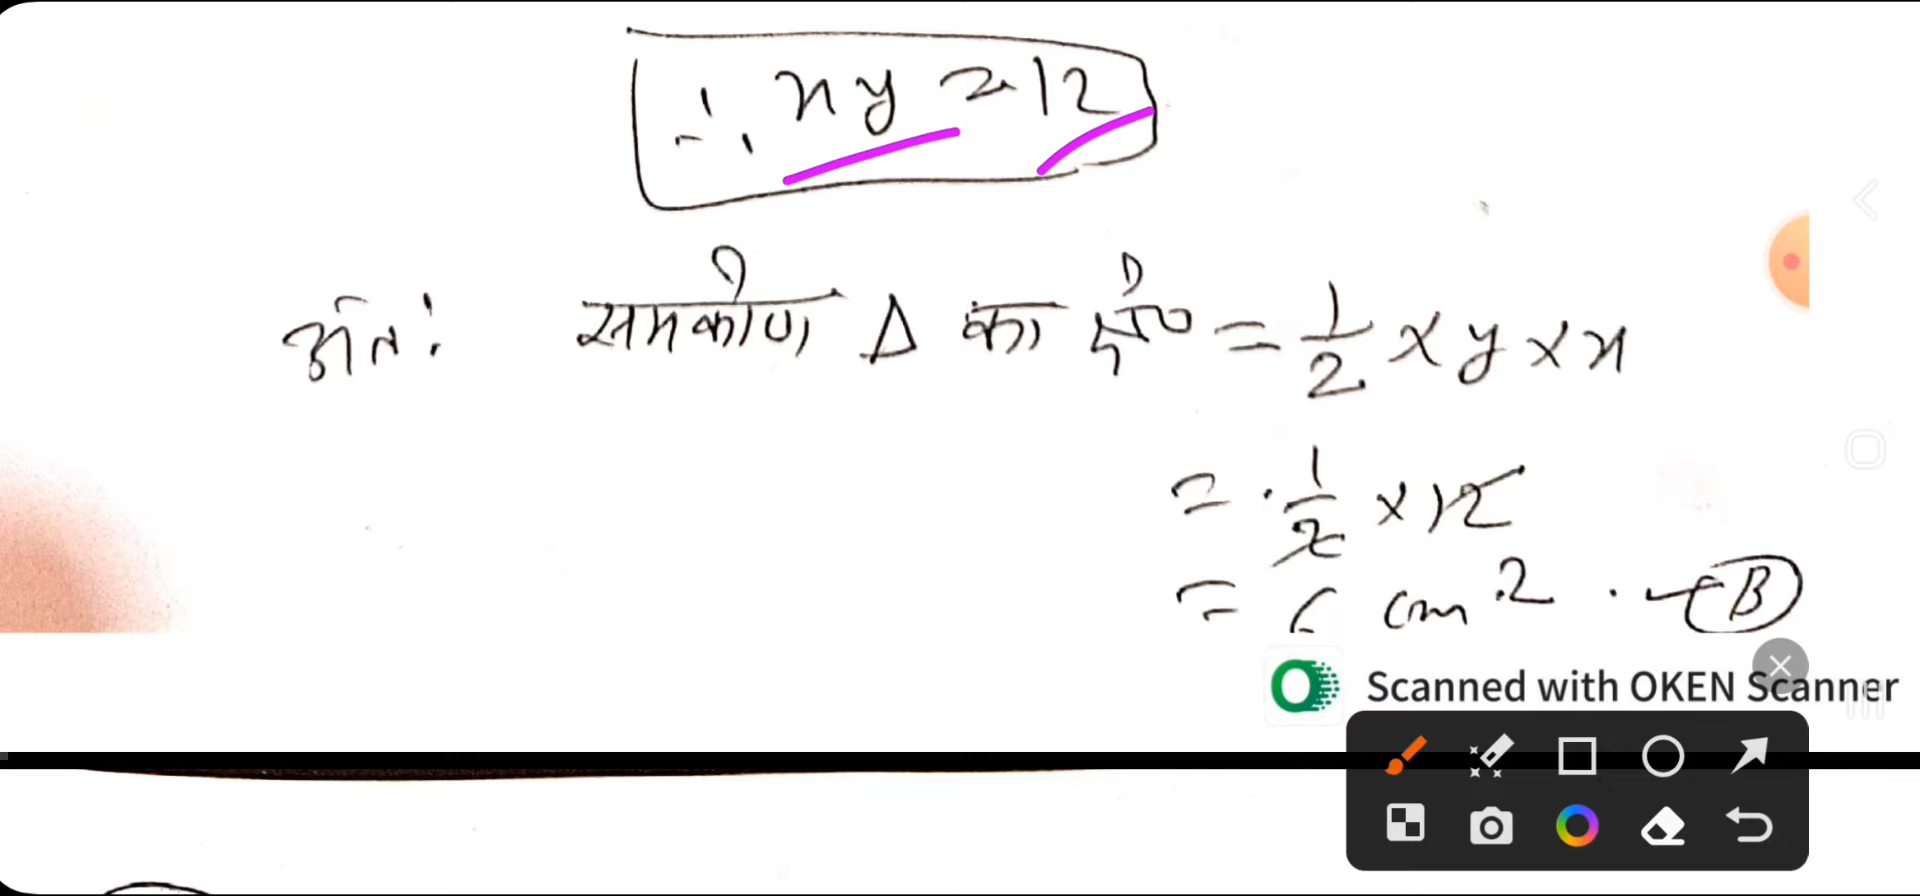 ∴ xy = 12
अतः समकोण Δ का क्षे० = 1/2 × y × x
= 1/2 × 12
= 6 cm² . (B)
Scanned with OKEN Scanner